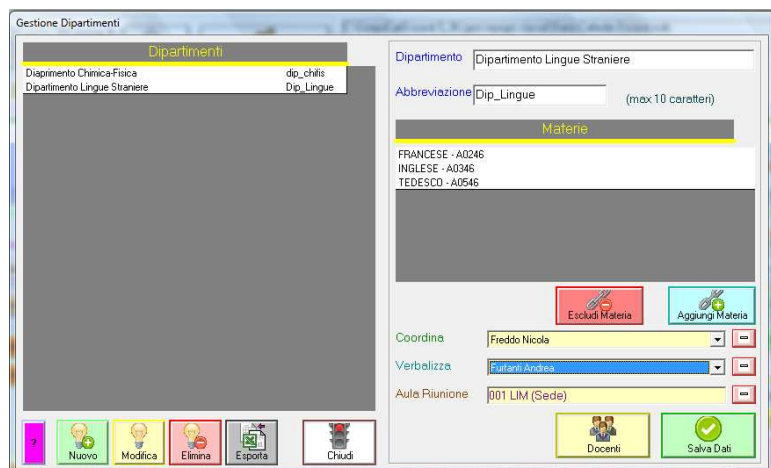 Gestione Dipartimenti
Dipartimenti
Diaprimento Chimica-Fisica dip_chifis
Dipartimento Lingue Straniere Dip_Lingue
?
Nuovo
Modifica
Elimina
Esporta
Chiudi
Dipartimento Dipartimento Lingue Straniere
Abbreviazione Dip_Lingue (max 10 caratteri)
Materie
FRANCESE - A0246
INGLESE - A0346
TEDESCO - A0546
Escludi Materia
Aggiungi Materia
Coordina Freddo Nicola
Verbalizza Furfanti Andrea
Aula Riunione 001 LIM (Sede)
Docenti
Salva Dati